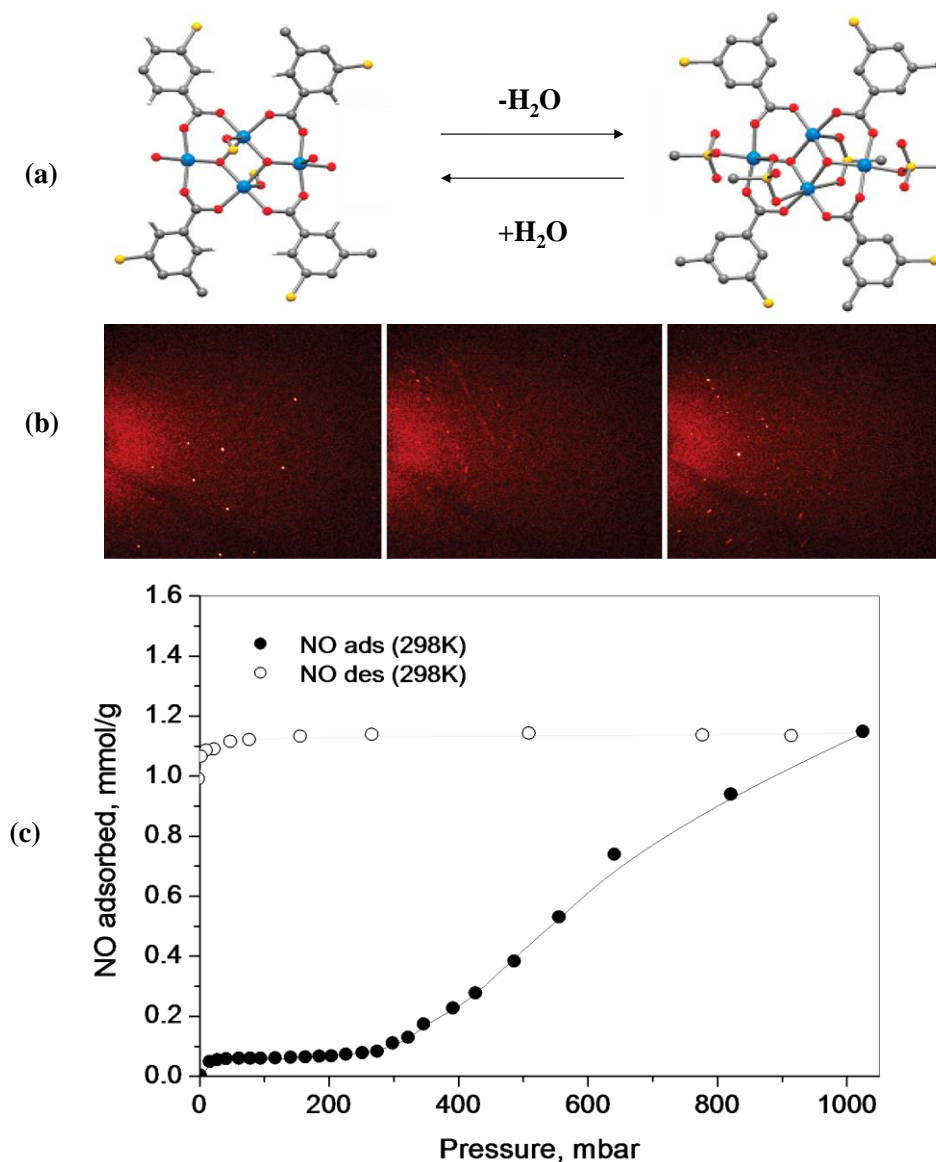 -H₂O
(a)
+H₂O
(b)
(c)
NO adsorbed, mmol/g
1.6
1.4
1.2
1.0
0.8
0.6
0.4
0.2
0.0
NO ads (298K)
NO des (298K)
0
200
400
600
800
1000
Pressure, mbar